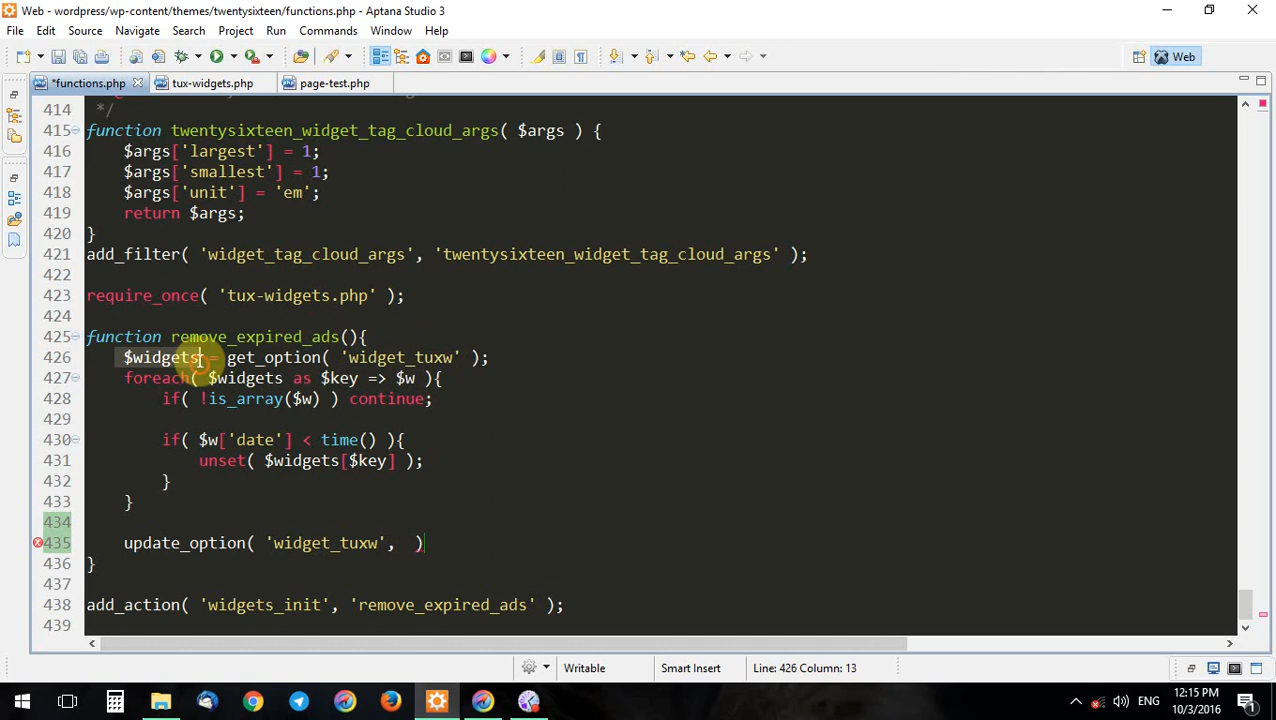 Web - wordpress/wp-content/themes/twentysixteen/functions.php - Aptana Studio 3
File Edit Source Navigate Search Project Run Commands Window Help
Web
*functions.php tux-widgets.php page-test.php
414 */
415 function twentysixteen_widget_tag_cloud_args( $args ) {
416 $args['largest'] = 1;
417 $args['smallest'] = 1;
418 $args['unit'] = 'em';
419 return $args;
420 }
421 add_filter( 'widget_tag_cloud_args', 'twentysixteen_widget_tag_cloud_args' );
422
423 require_once( 'tux-widgets.php' );
424
425 function remove_expired_ads(){
426 $widgets = get_option( 'widget_tuxw' );
427 foreach( $widgets as $key => $w ){
428 if( !is_array($w) ) continue;
429
430 if( $w['date'] < time() ){
431 unset( $widgets[$key] );
432 }
433 }
434
435 update_option( 'widget_tuxw',  )
436 }
437
438 add_action( 'widgets_init', 'remove_expired_ads' );
439
Writable Smart Insert Line: 426 Column: 13
ENG 12:15 PM
10/3/2016
1